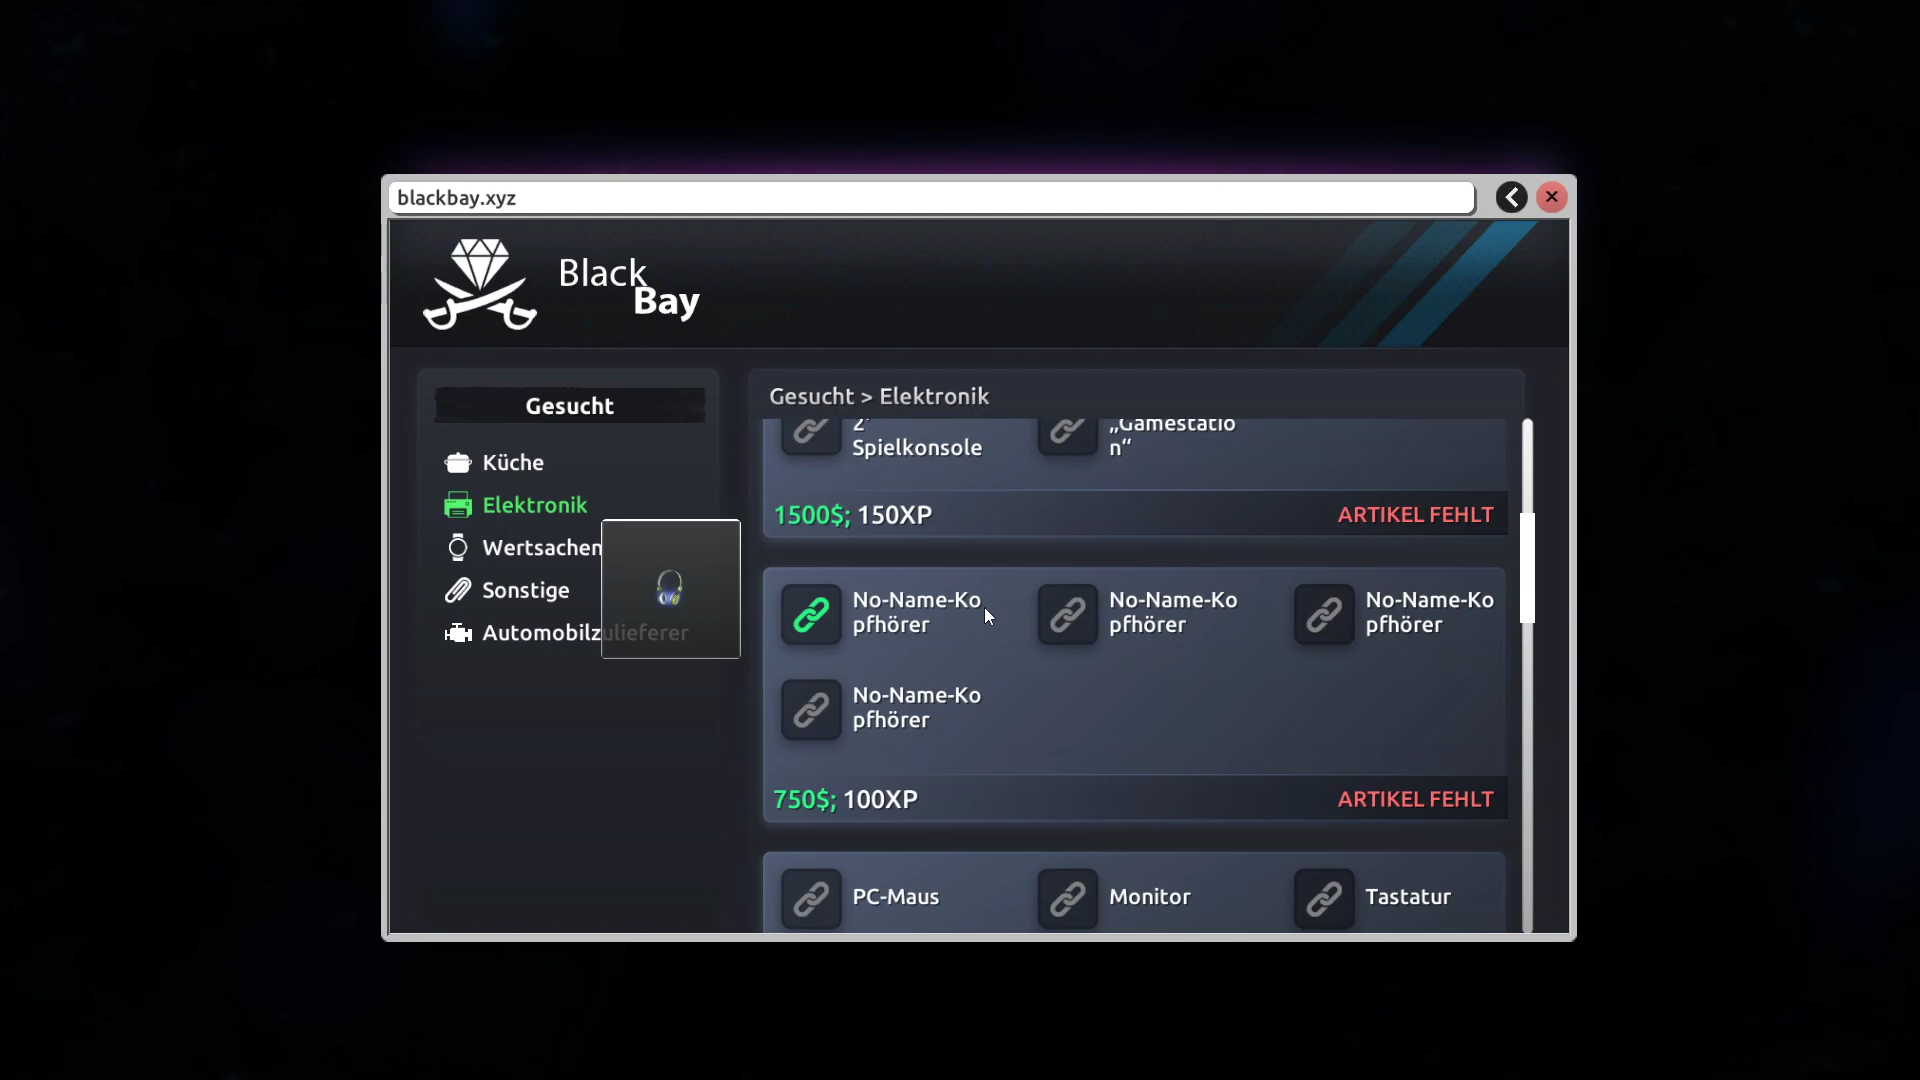 blackbay.xyz
Black
Bay
Gesucht
Küche
Elektronik
Wertsachen
Sonstige
Automobilzulieferer
Gesucht > Elektronik
2'
Spielkonsole
„Gamestatio
n“
1500$; 150XP
ARTIKEL FEHLT
No-Name-Ko
pfhörer
No-Name-Ko
pfhörer
No-Name-Ko
pfhörer
No-Name-Ko
pfhörer
750$; 100XP
ARTIKEL FEHLT
PC-Maus
Monitor
Tastatur